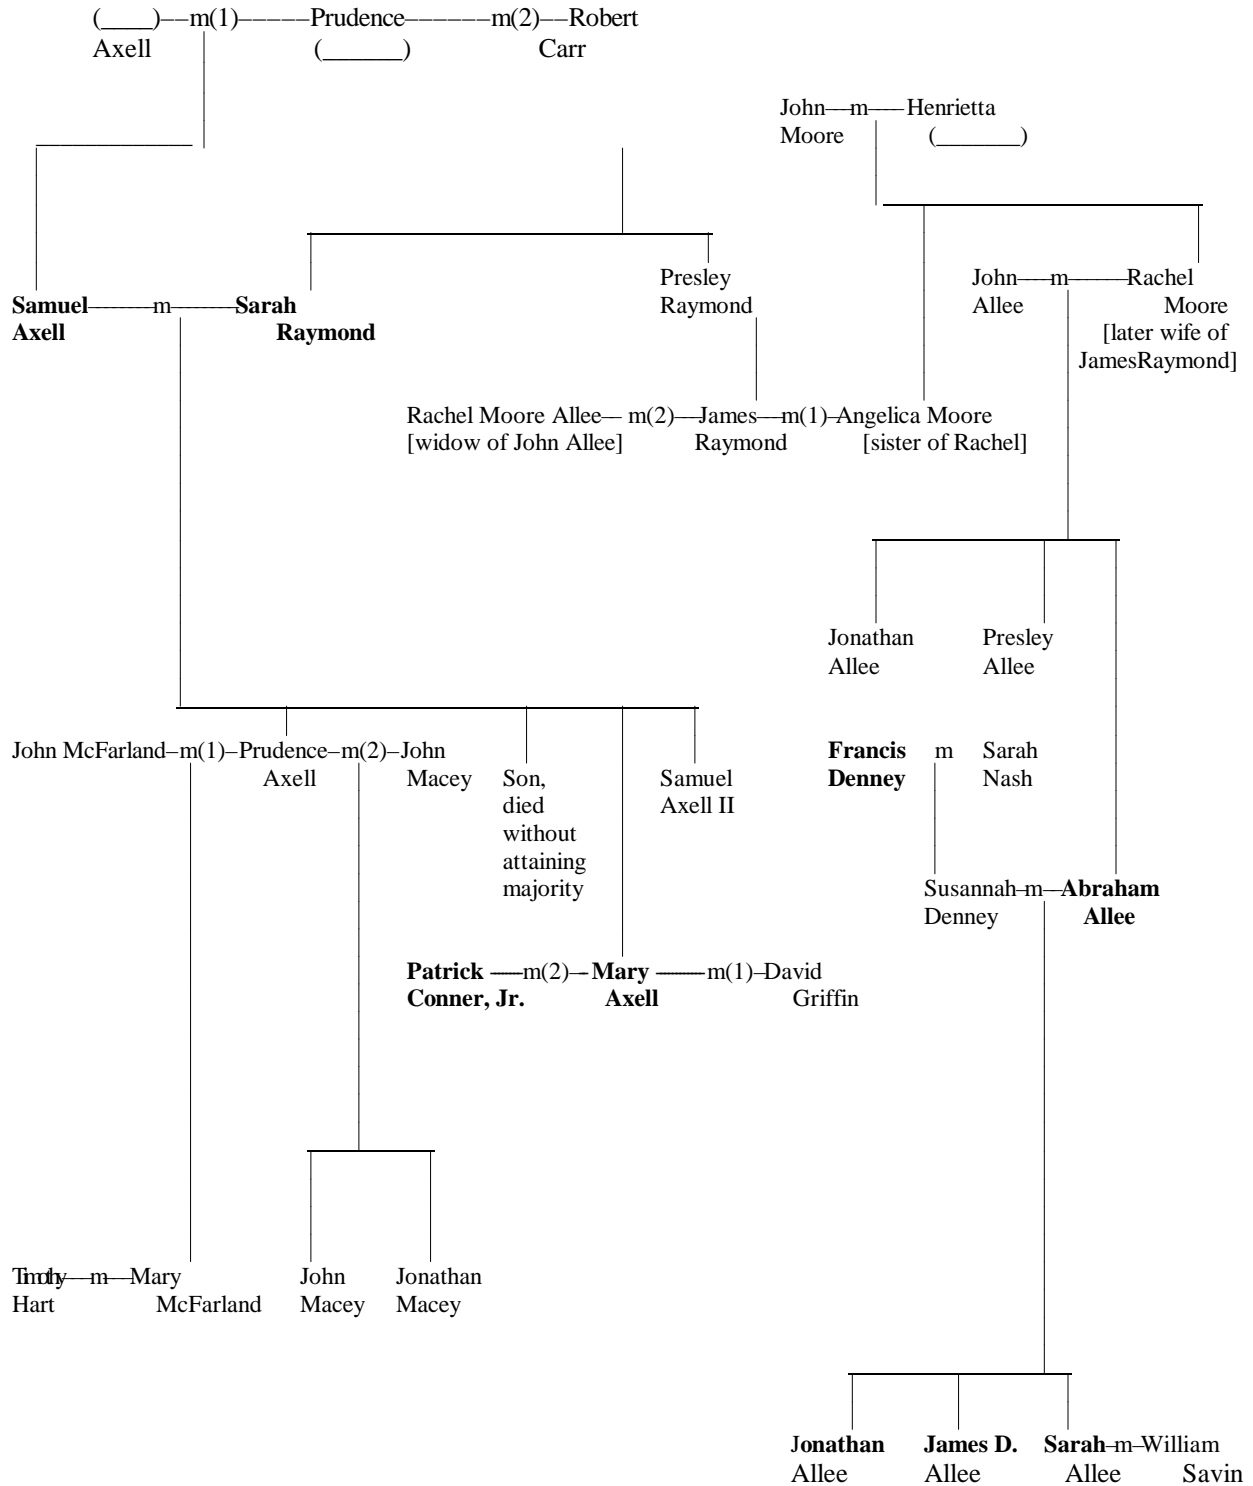 (____)––m(1)–––––Prudence––––––m(2)––Robert
Axell (______) Carr
John––m––Henrietta
Moore (_______)
Presley
Raymond
John––m––Rachel
Allee Moore
[later wife of
JamesRaymond]
Samuel––m––Sarah
Axell Raymond
Rachel Moore Allee–– m(2)––James––m(1)–Angelica Moore
[widow of John Allee] Raymond [sister of Rachel]
Jonathan Presley
Allee Allee
John McFarland–m(1)–Prudence–m(2)–John
Axell Macey
Son,
died
without
attaining
majority
Samuel
Axell II
Francis m Sarah
Denney Nash
Susannah–m––Abraham
Denney Allee
Patrick ––m(2)–– Mary ––m(1)–David
Conner, Jr. Axell Griffin
Timothy––m––Mary
Hart McFarland
John Jonathan
Macey Macey
Jonathan James D. Sarah–m–William
Allee Allee Allee Savin